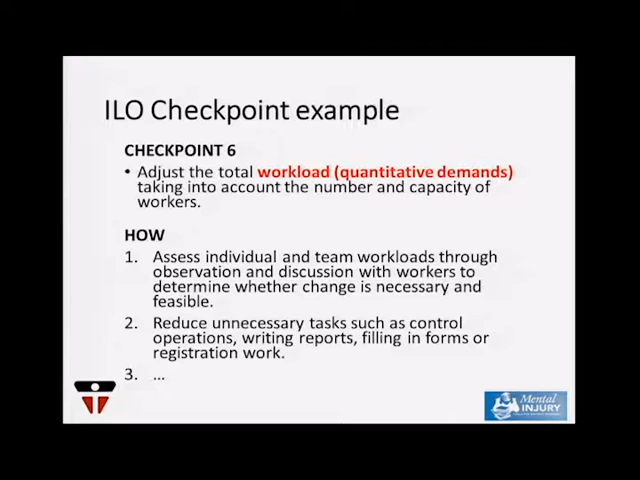 ILO Checkpoint example
CHECKPOINT 6
• Adjust the total workload (quantitative demands)
taking into account the number and capacity of
workers.
HOW
1. Assess individual and team workloads through
observation and discussion with workers to
determine whether change is necessary and
feasible.
2. Reduce unnecessary tasks such as control
operations, writing reports, filling in forms or
registration work.
3. ...
Mental
INJURY